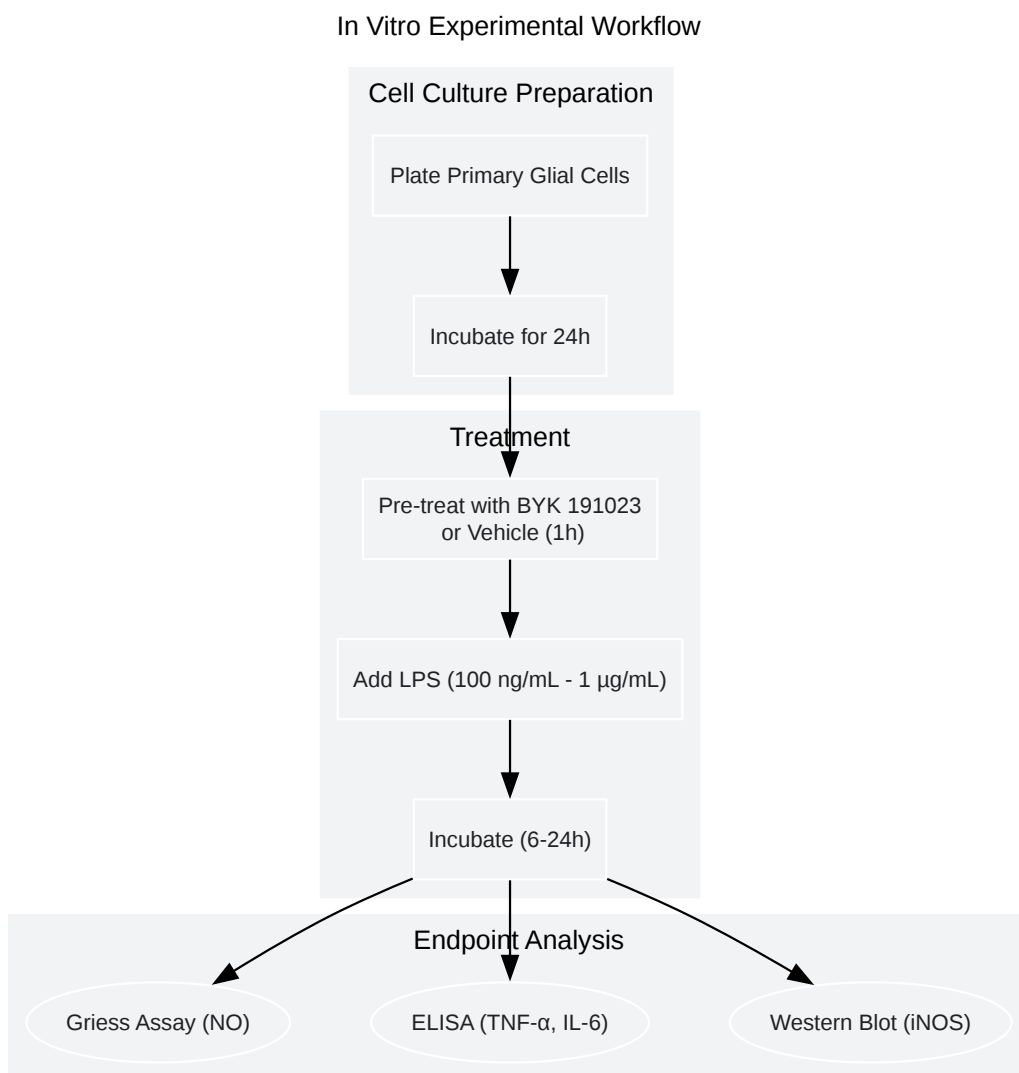 In Vitro Experimental Workflow
Cell Culture Preparation
Plate Primary Glial Cells
Incubate for 24h
Treatment
Pre-treat with BYK 191023
or Vehicle (1h)
Add LPS (100 ng/mL - 1 µg/mL)
Incubate (6-24h)
Endpoint Analysis
Griess Assay (NO)
ELISA (TNF-α, IL-6)
Western Blot (iNOS)